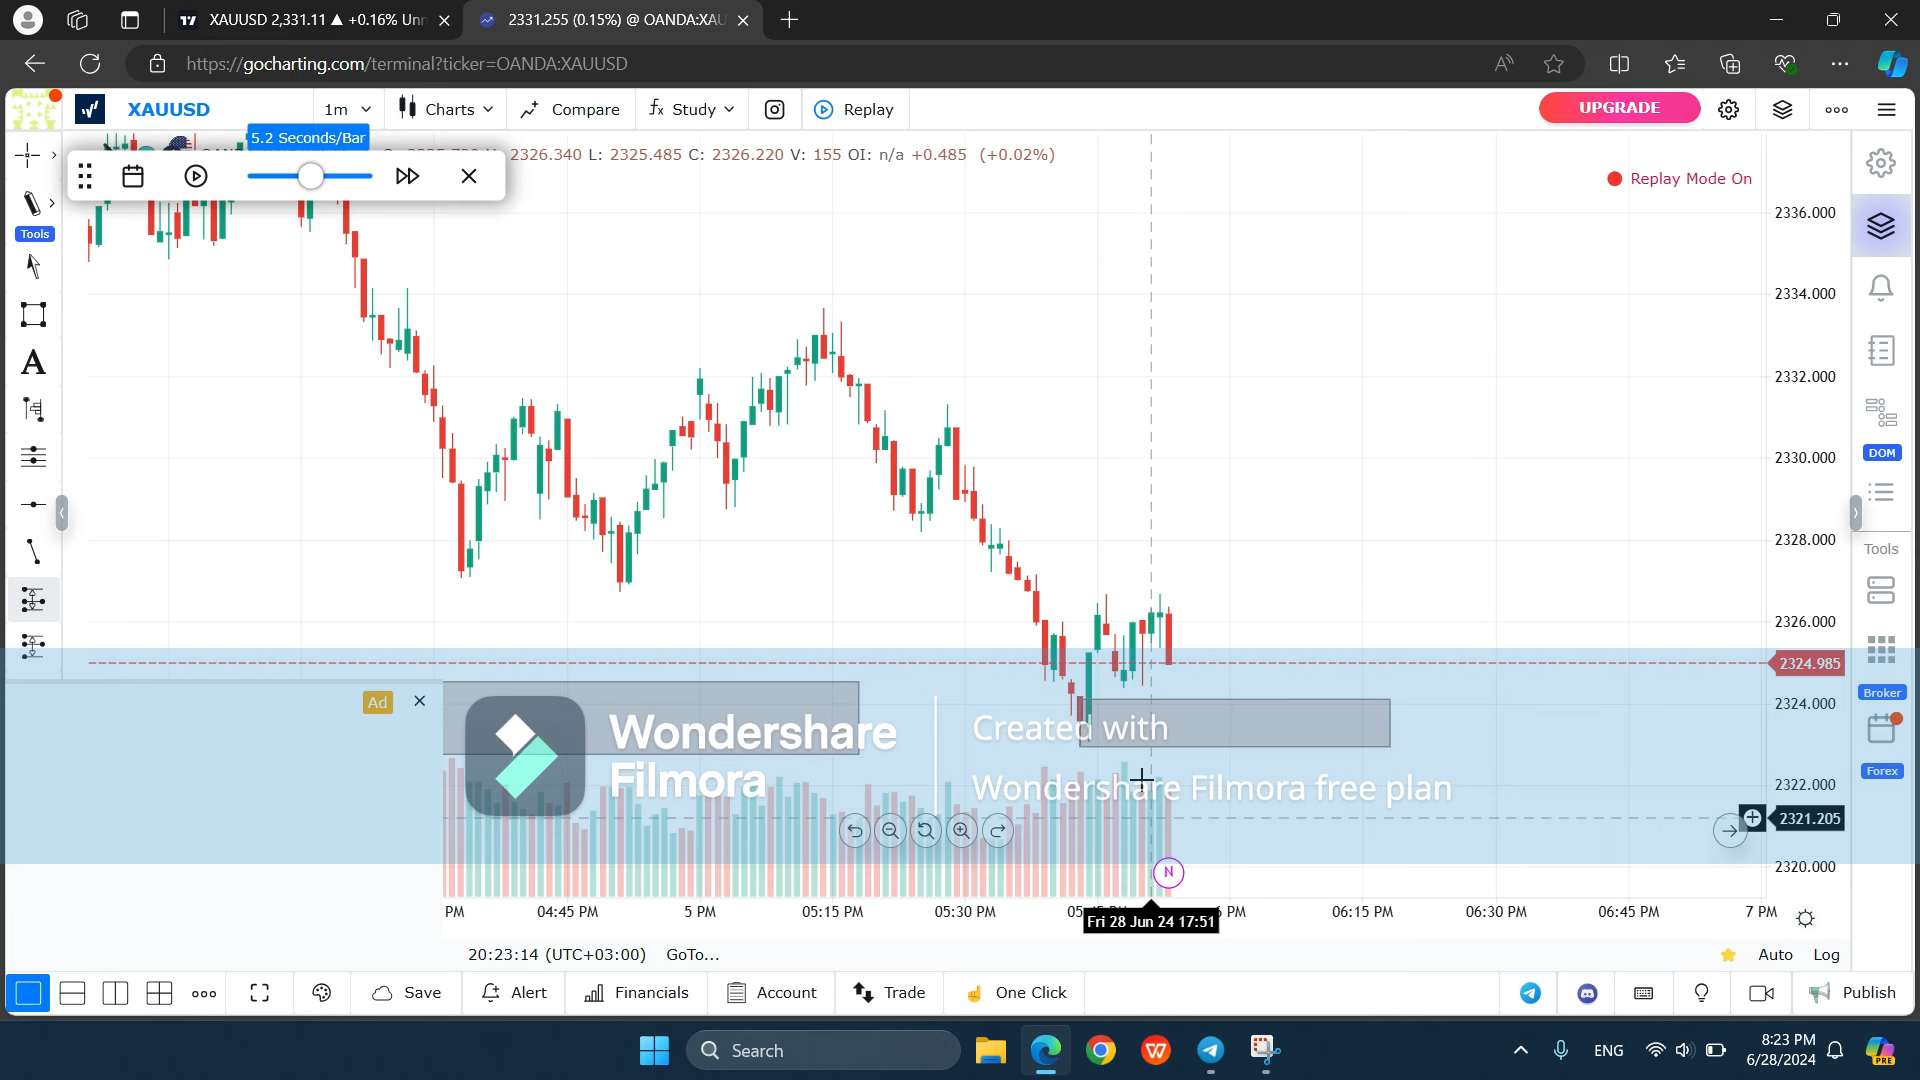 XAUUSD 2,331.11 ▲ +0.16% Unn
2331.255 (0.15%) @ OANDA:XAU
https://gocharting.com/terminal?ticker=OANDA:XAUUSD
XAUUSD
1m
Charts
Compare
Study
Replay
UPGRADE
5.2 Seconds/Bar
2326.340 L: 2325.485 C: 2326.220 V: 155 OI: n/a +0.485 (+0.02%)
Replay Mode On
Tools
2336.000
2334.000
2332.000
2330.000
2328.000
2326.000
2324.985
2324.000
2322.000
2321.205
2320.000
DOM
Tools
Broker
Forex
Ad
Wondershare
Filmora
Created with
Wondershare Filmora free plan
N
PM
04:45 PM
5 PM
05:15 PM
05:30 PM
Fri 28 Jun 24 17:51
06:15 PM
06:30 PM
06:45 PM
7 PM
20:23:14 (UTC+03:00)
GoTo...
Auto
Log
Save
Alert
Financials
Account
Trade
One Click
Publish
Search
ENG
8:23 PM
6/28/2024
PRE